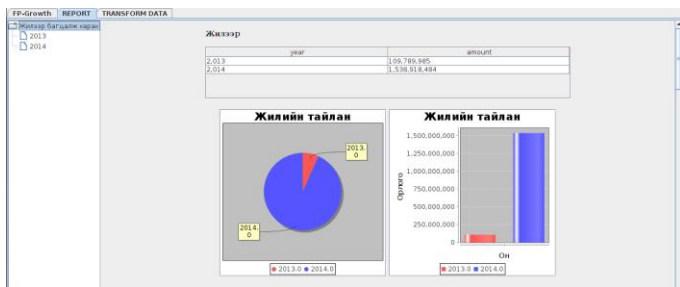 FP-Growth REPORT TRANSFORM DATA
Жилээр багцалж харах
2013
2014
Жилээр
year amount
2,013 109,789,985
2,014 1,538,918,484
Жилийн тайлан
2013.
0
2014.
0
2013.0 2014.0
Жилийн тайлан
1,500,000,000
1,250,000,000
1,000,000,000
750,000,000
500,000,000
250,000,000
0
Орлого
Он
2013.0 2014.0